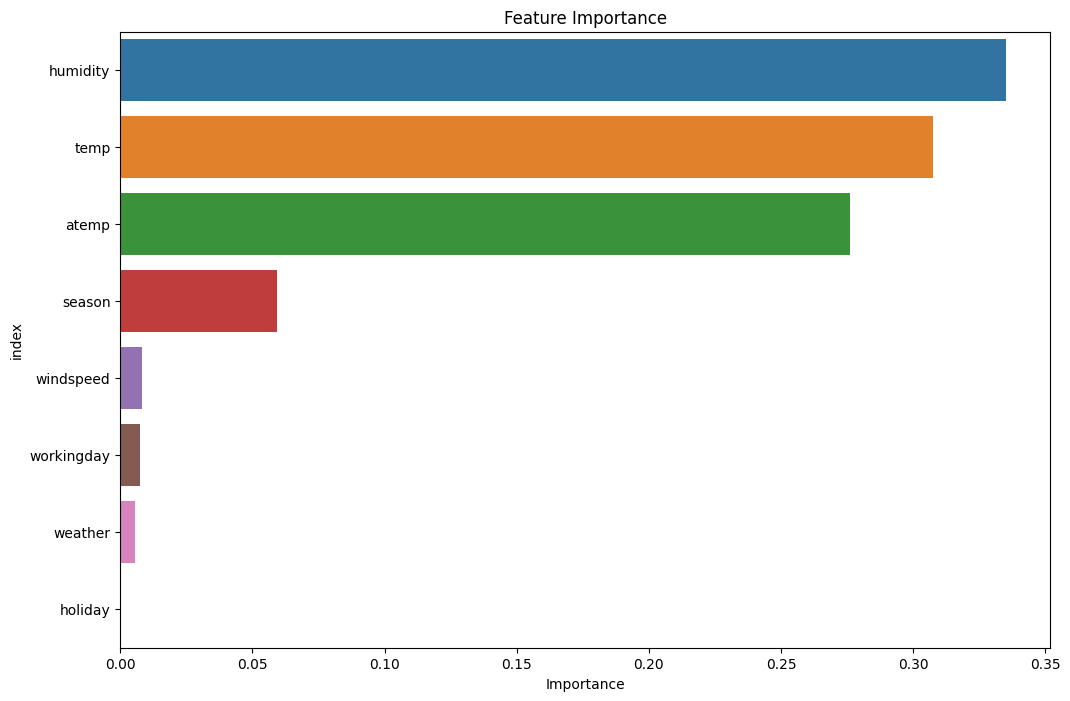 Feature Importance
humidity
temp
atemp
season
windspeed
workingday
weather
holiday
index
0.00 0.05 0.10 0.15 0.20 0.25 0.30 0.35
Importance